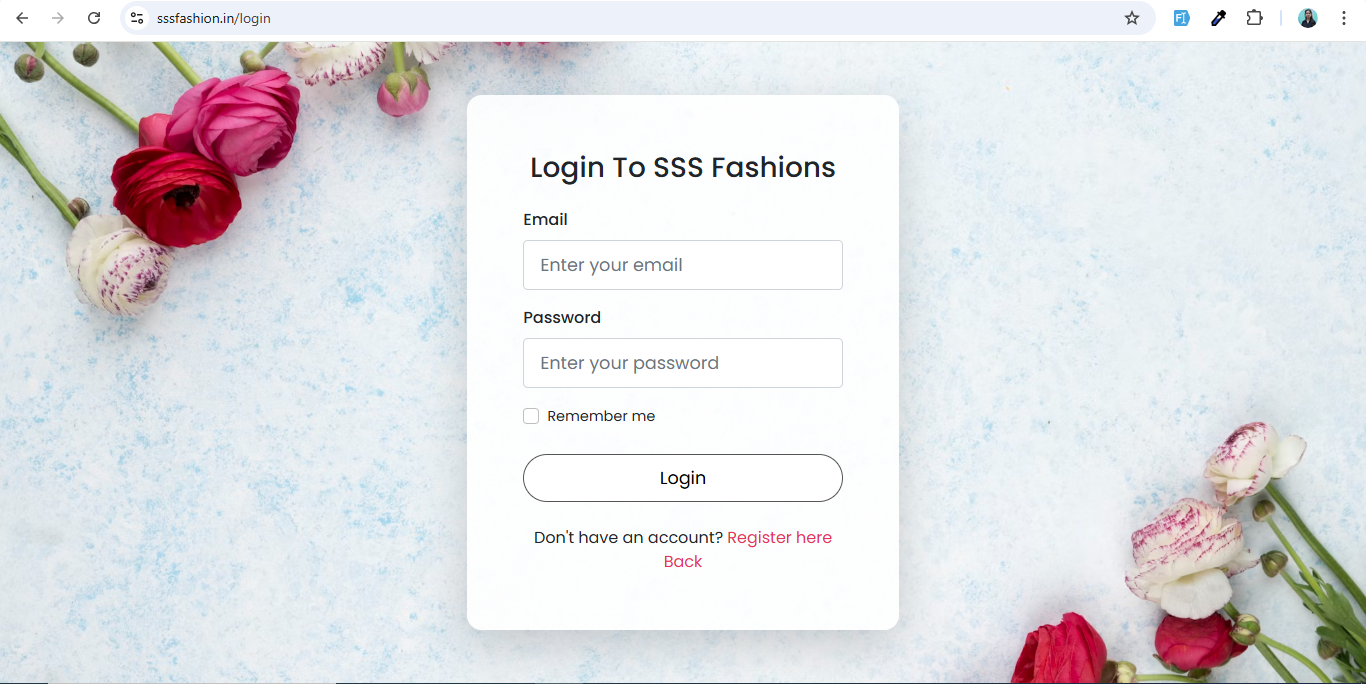 sssfashion.in/login
Login To SSS Fashions
Email
Enter your email
Password
Enter your password
Remember me
Login
Don't have an account? Register here
Back